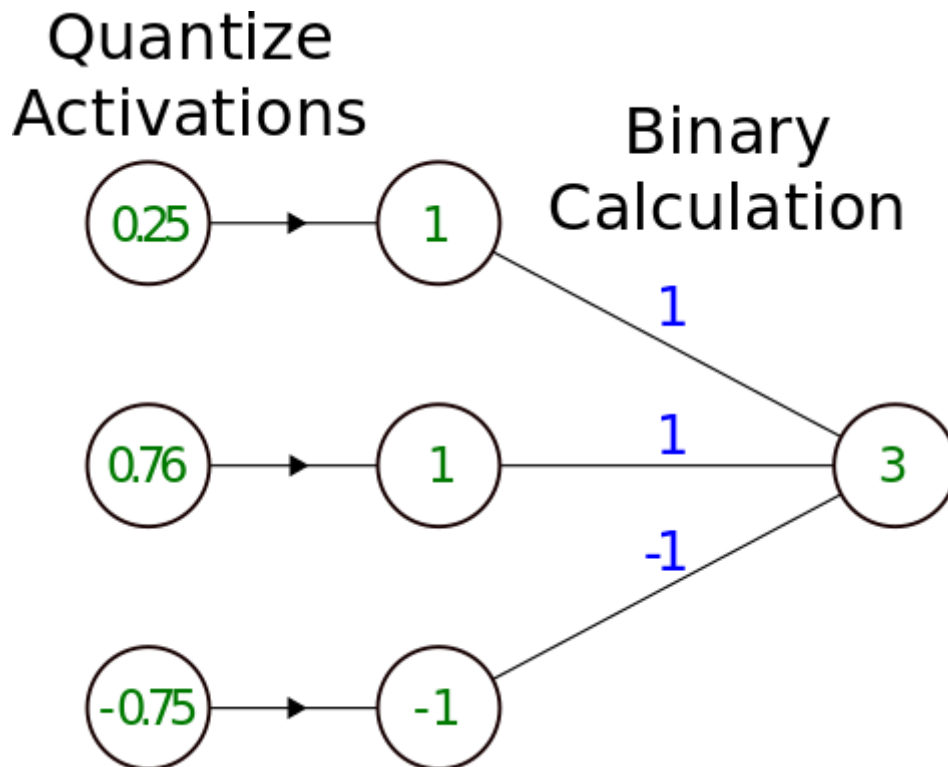 Quantize
Activations
Binary
Calculation
0.25
1
1
0.76
1
1
3
-1
-0.75
-1